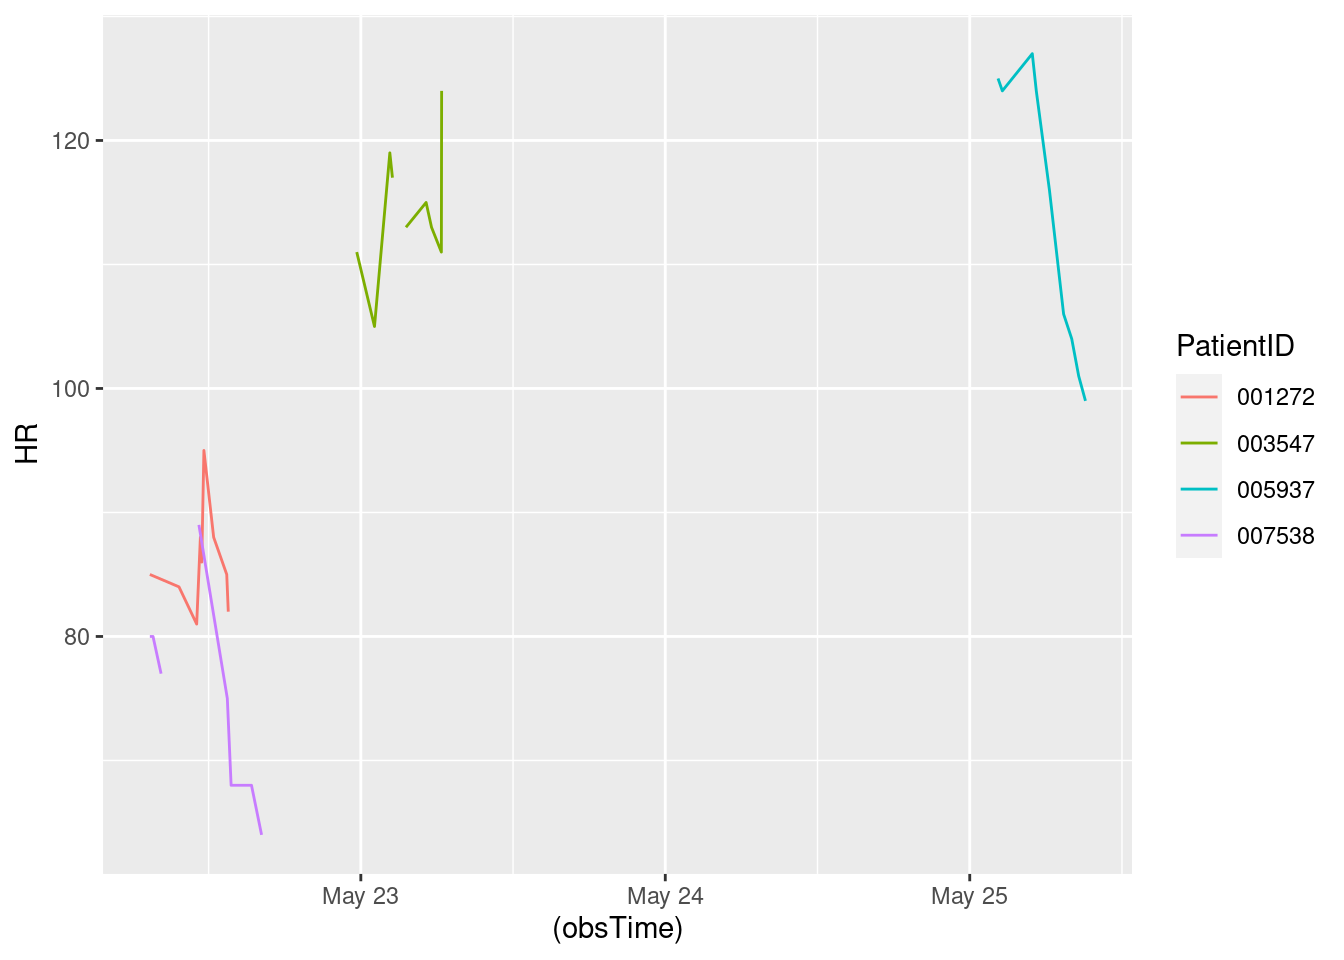 120
100
80
HR
May 23
May 24
May 25
(obsTime)
PatientID
001272
003547
005937
007538